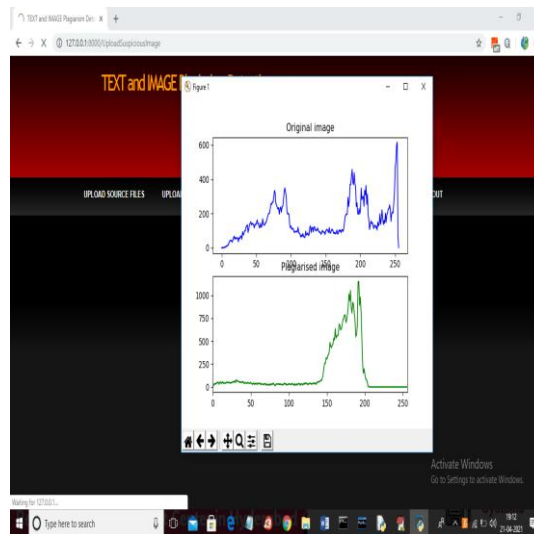 TEXT and IMAGE Plagiarism Det
127.0.0.1:8000/UploadSuspiciousImage
TEXT and IMAGE
Figure 1
UPLOAD SOURCE FILES
Original image
600
400
200
0
0 50 100 150 200 250
Plagiarised image
1000
750
500
250
0
0 50 100 150 200 250
Activate Windows
Go to Settings to activate Windows.
Waiting for 127.0.0.1...
Type here to search
19:12
21-04-2021